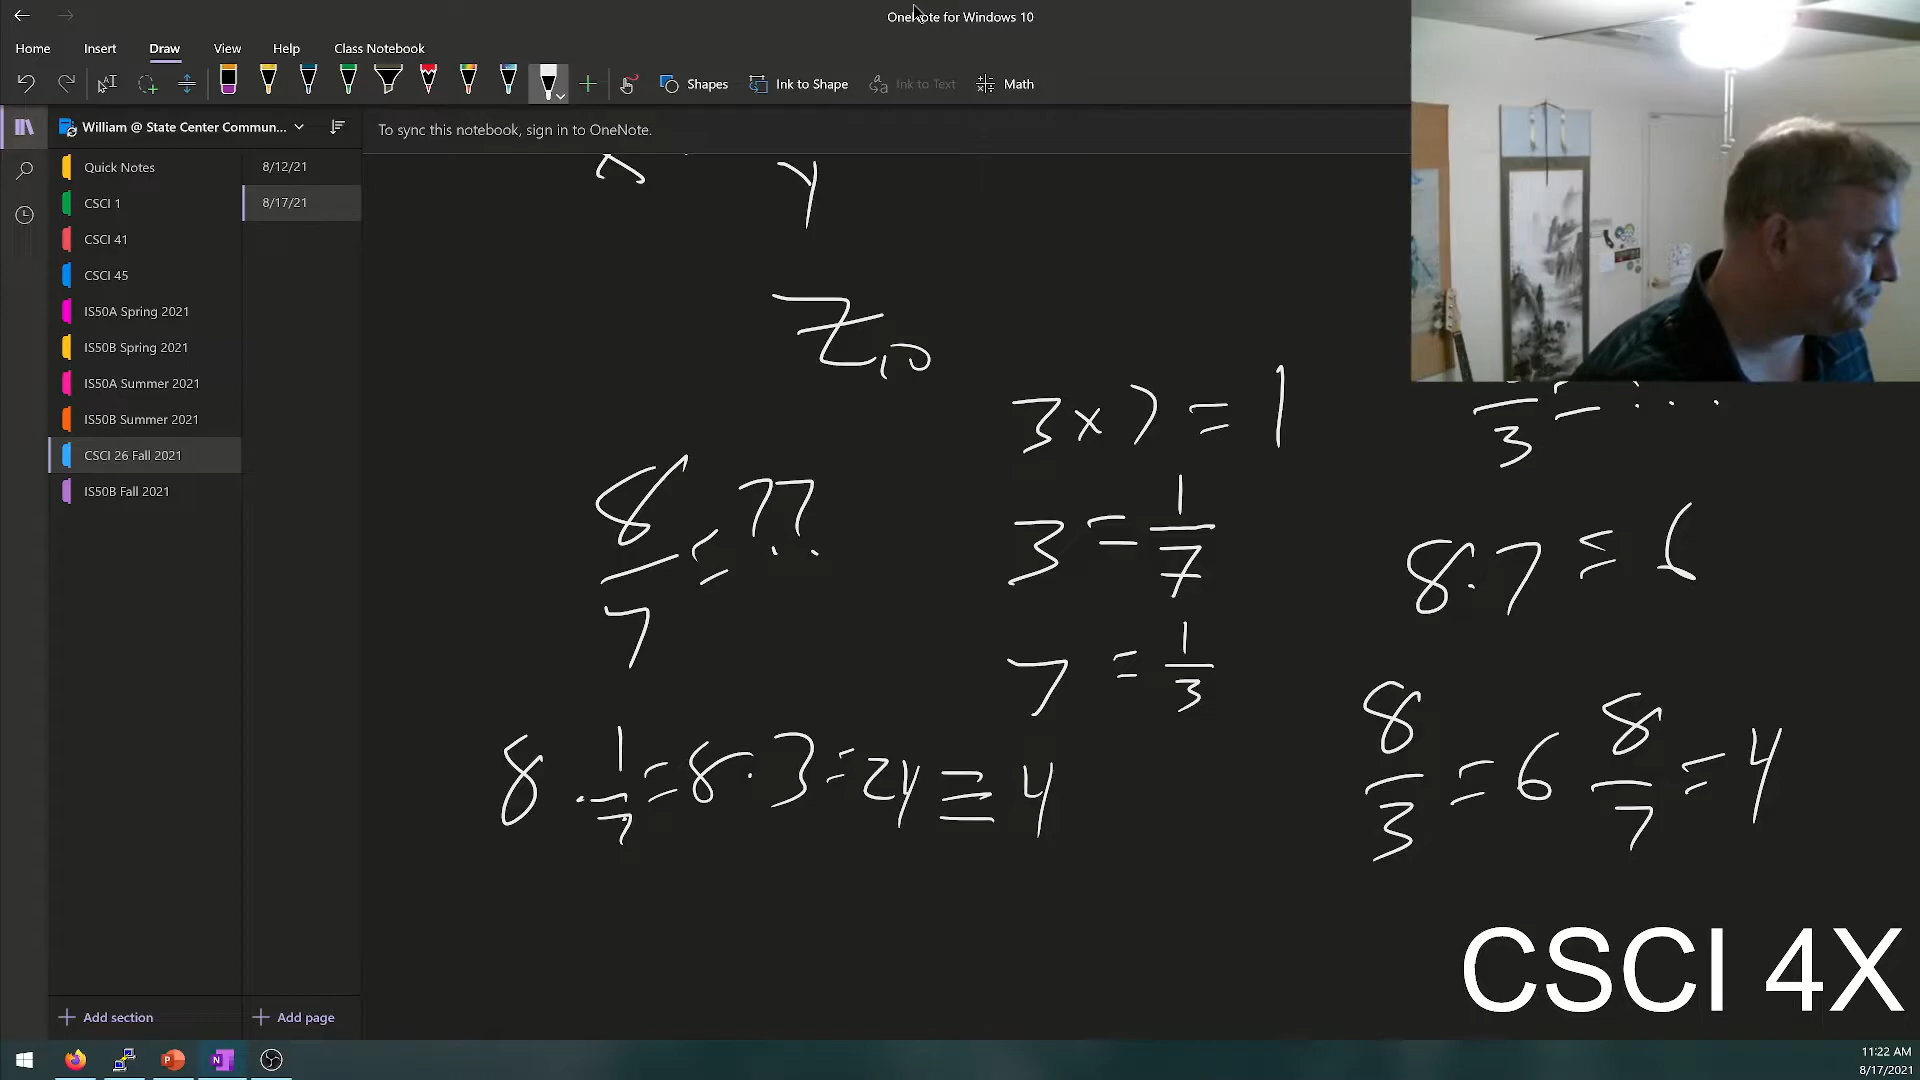 OneNote for Windows 10
Home Insert Draw View Help Class Notebook
Shapes Ink to Shape Ink to Text Math
William @ State Center Commun...
To sync this notebook, sign in to OneNote.
Quick Notes
CSCI 1
CSCI 41
CSCI 45
IS50A Spring 2021
IS50B Spring 2021
IS50A Summer 2021
IS50B Summer 2021
CSCI 26 Fall 2021
IS50B Fall 2021
8/12/21
8/17/21
Y
Z₁₀
3 × 7 = 1
8/7 = ??
3 = 1/7
8·7 = 6
7 = 1/3
8 · 1/7 = 8·3 = 24 ≡ 4
8/3 = 6 8/7 = 4
CSCI 4X
+ Add section
+ Add page
11:22 AM
8/17/2021